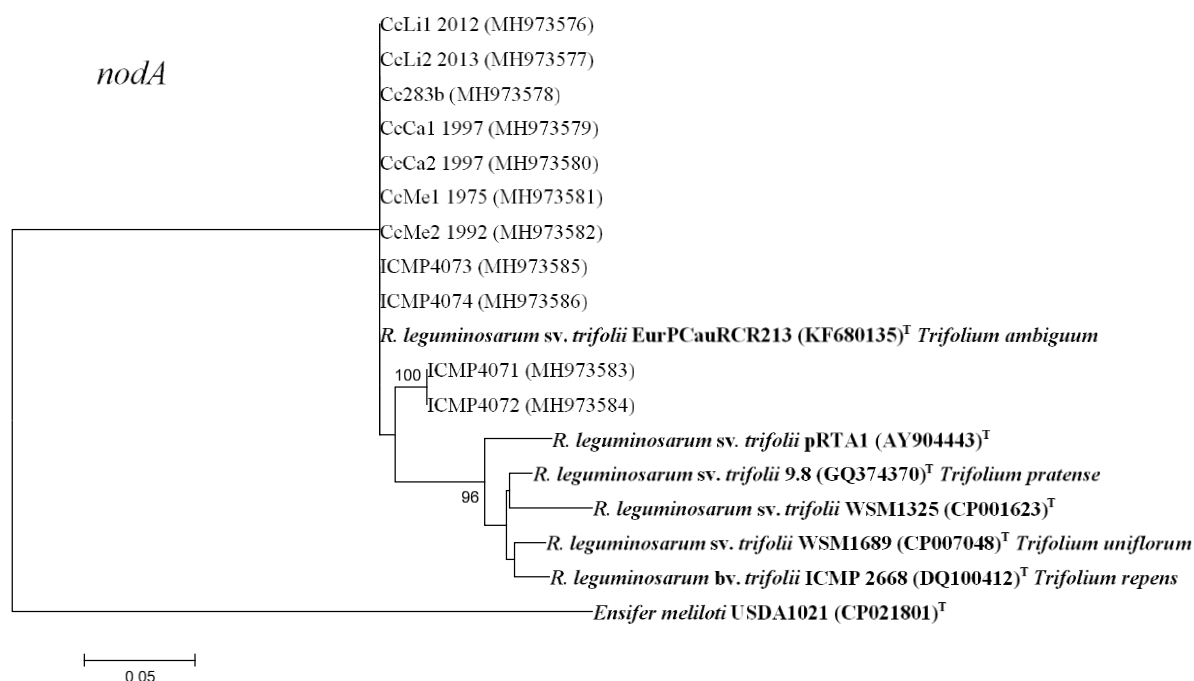 CcLi1 2012 (MH973576)
nodA
CcLi2 2013 (MH973577)
Cc283b (MH973578)
CcCa1 1997 (MH973579)
CcCa2 1997 (MH973580)
CcMe1 1975 (MH973581)
CcMe2 1992 (MH973582)
ICMP4073 (MH973585)
ICMP4074 (MH973586)
R. leguminosarum sv. trifolii EurPCauRCR213 (KF680135)ᵀ Trifolium ambiguum
100
ICMP4071 (MH973583)
ICMP4072 (MH973584)
R. leguminosarum sv. trifolii pRTA1 (AY904443)ᵀ
R. leguminosarum sv. trifolii 9.8 (GQ374370)ᵀ Trifolium pratense
96
R. leguminosarum sv. trifolii WSM1325 (CP001623)ᵀ
R. leguminosarum sv. trifolii WSM1689 (CP007048)ᵀ Trifolium uniflorum
R. leguminosarum bv. trifolii ICMP 2668 (DQ100412)ᵀ Trifolium repens
Ensifer meliloti USDA1021 (CP021801)ᵀ
0.05